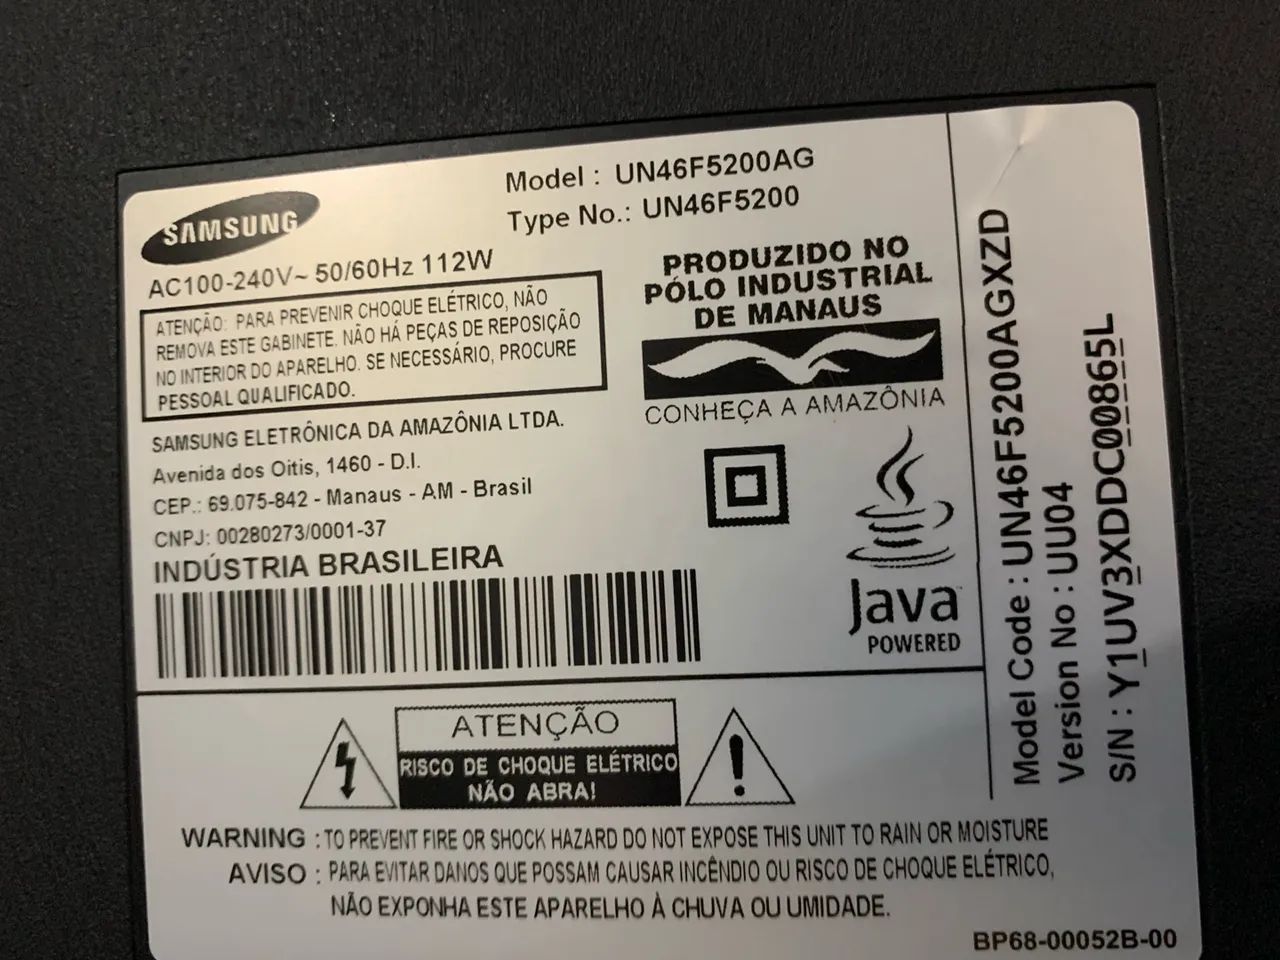 SAMSUNG
Model : UN46F5200AG
Type No.: UN46F5200
AC100-240V~ 50/60Hz 112W
ATENÇÃO: PARA PREVENIR CHOQUE ELÉTRICO, NÃO
REMOVA ESTE GABINETE. NÃO HÁ PEÇAS DE REPOSIÇÃO
NO INTERIOR DO APARELHO. SE NECESSÁRIO, PROCURE
PESSOAL QUALIFICADO.
SAMSUNG ELETRÔNICA DA AMAZÔNIA LTDA.
Avenida dos Oitis, 1460 - D.I.
CEP.: 69.075-842 - Manaus - AM - Brasil
CNPJ: 00280273/0001-37
INDÚSTRIA BRASILEIRA
PRODUZIDO NO
PÓLO INDUSTRIAL
DE MANAUS
CONHEÇA A AMAZÔNIA
Java
POWERED
Model Code : UN46F5200AGXZD
Version No : UU04
S/N : Y1UV3XDDC00865L
ATENÇÃO
RISCO DE CHOQUE ELÉTRICO
NÃO ABRA!
WARNING : TO PREVENT FIRE OR SHOCK HAZARD DO NOT EXPOSE THIS UNIT TO RAIN OR MOISTURE
AVISO : PARA EVITAR DANOS QUE POSSAM CAUSAR INCÊNDIO OU RISCO DE CHOQUE ELÉTRICO,
NÃO EXPONHA ESTE APARELHO À CHUVA OU UMIDADE.
BP68-00052B-00